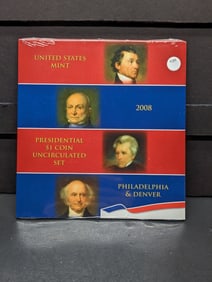 UNITED STATES
MINT
2008
PRESIDENTIAL
$1 COIN
UNCIRCULATED
SET
PHILADELPHIA
& DENVER